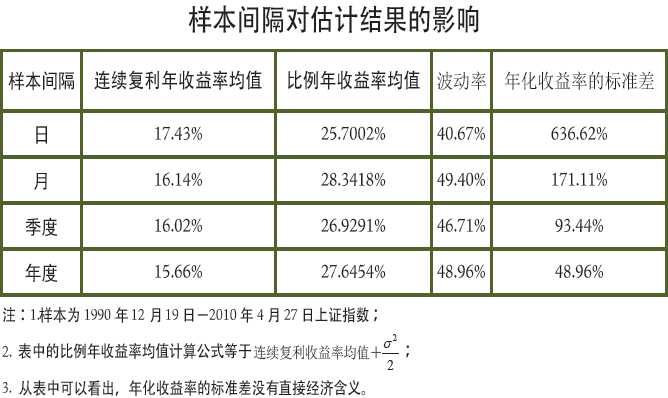 样本间隔对估计结果的影响
样本间隔 连续复利年收益率均值 比例年收益率均值 波动率 年化收益率的标准差
日 17.43% 25.7002% 40.67% 636.62%
月 16.14% 28.3418% 49.40% 171.11%
季度 16.02% 26.9291% 46.71% 93.44%
年度 15.66% 27.6454% 48.96% 48.96%
注：1.样本为 1990 年 12 月 19 日—2010 年 4 月 27 日上证指数；
2. 表中的比例年收益率均值计算公式等于连续复利收益率均值+σ²/2；
3. 从表中可以看出，年化收益率的标准差没有直接经济含义。